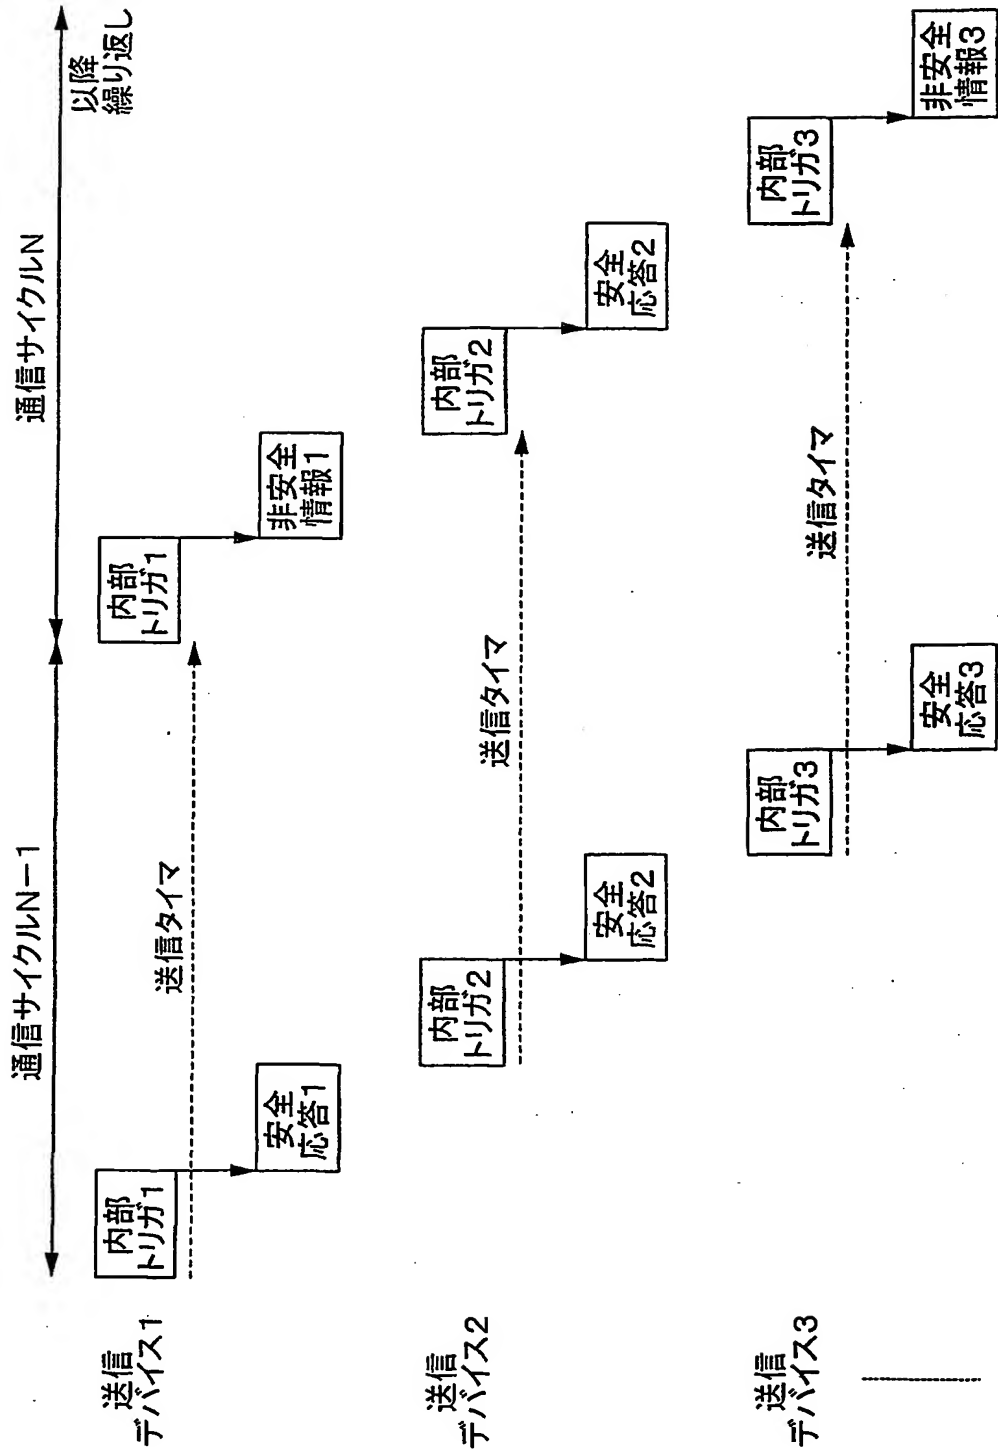 通信サイクルN-1
通信サイクルN
以降
繰り返し
送信
デバイス1
内部
トリガ1
安全
応答1
送信タイマ
内部
トリガ1
非安全
情報1
送信
デバイス2
内部
トリガ2
安全
応答2
送信タイマ
内部
トリガ2
安全
応答2
送信
デバイス3
内部
トリガ3
安全
応答3
送信タイマ
内部
トリガ3
非安全
情報3